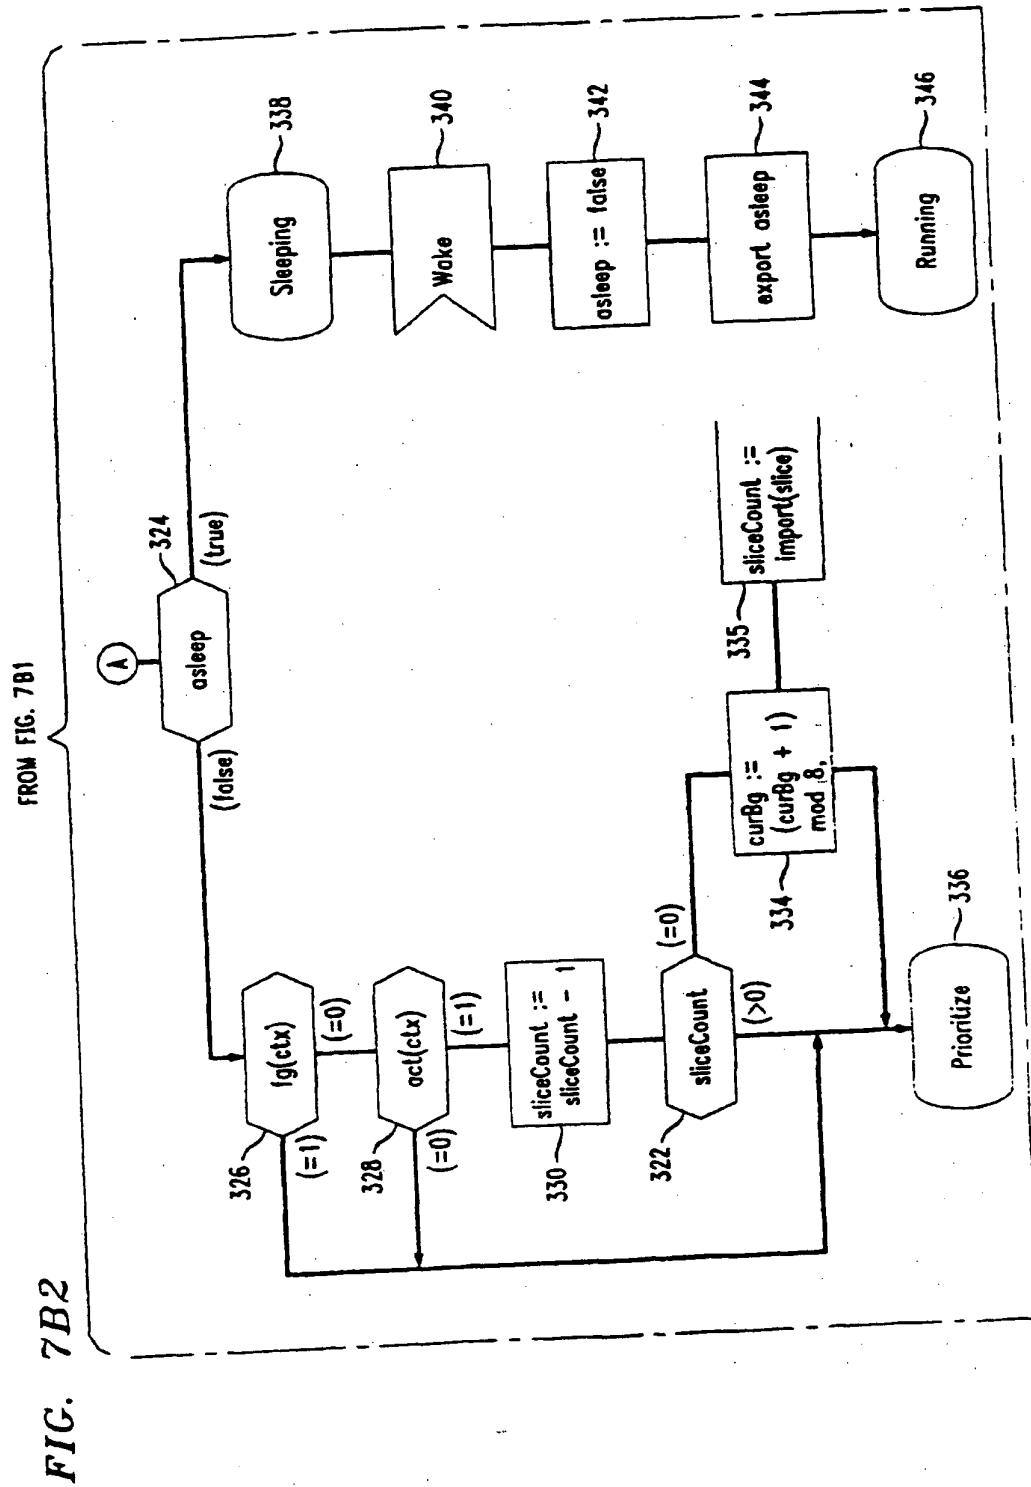 FIG. 7B2
FROM FIG. 7B1
A
asleep
324
(false)
(true)
326
fg(ctx)
(=1)
(=0)
328
act(ctx)
(=0)
(=1)
330
sliceCount :=
sliceCount - 1
322
sliceCount
(=0)
(>0)
334
curBg :=
(curBg + 1)
mod 8,
335
sliceCount :=
import(slice)
336
Prioritize
338
Sleeping
340
Wake
342
asleep := false
344
export asleep
346
Running